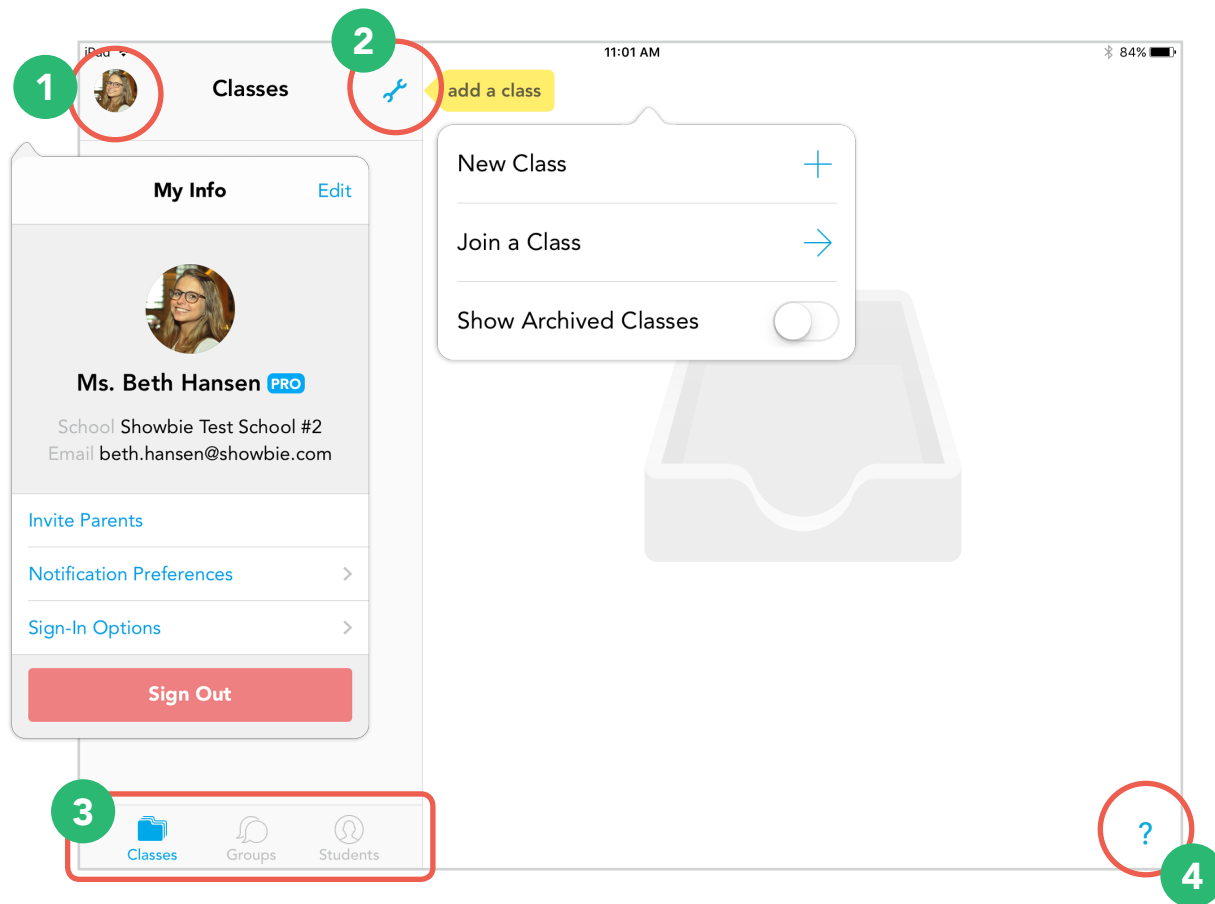 iPad
11:01 AM
84%
1
2
Classes
add a class
New Class
Join a Class
Show Archived Classes
My Info
Edit
Ms. Beth Hansen PRO
School Showbie Test School #2
Email beth.hansen@showbie.com
Invite Parents
Notification Preferences
Sign-In Options
Sign Out
3
Classes
Groups
Students
?
4